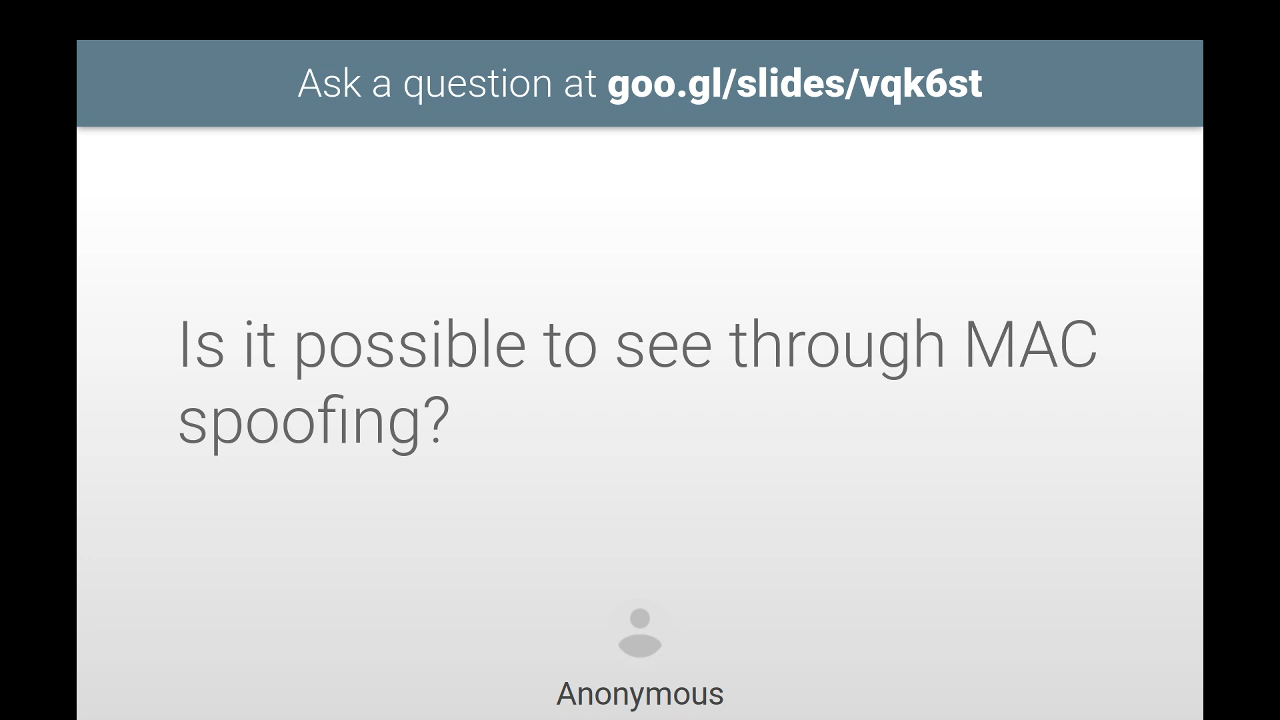 Ask a question at goo.gl/slides/vqk6st
Is it possible to see through MAC
spoofing?
Anonymous